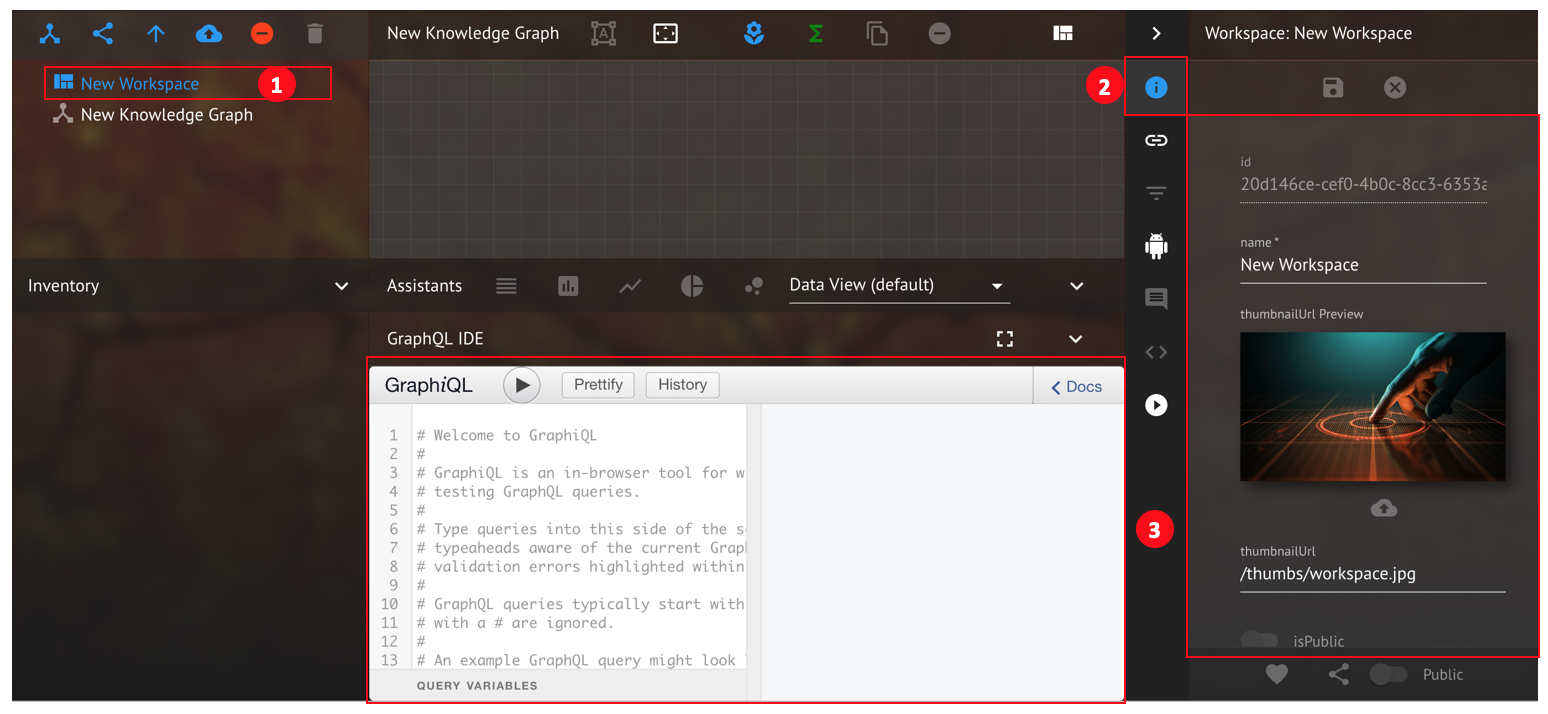 New Knowledge Graph
Workspace: New Workspace
New Workspace
1
New Knowledge Graph
2
id
20d146ce-cef0-4b0c-8cc3-6353a
name *
New Workspace
thumbnailUrl Preview
Inventory
Assistants
Data View (default)
GraphQL IDE
GraphiQL
Prettify
History
Docs
1 # Welcome to GraphiQL
2 #
3 # GraphiQL is an in-browser tool for w
4 # testing GraphQL queries.
5 #
6 # Type queries into this side of the s
7 # typeaheads aware of the current Grap
8 # validation errors highlighted within
9 #
10 # GraphQL queries typically start with
11 # with a # are ignored.
12 #
13 # An example GraphQL query might look
QUERY VARIABLES
3
thumbnailUrl
/thumbs/workspace.jpg
isPublic
Public